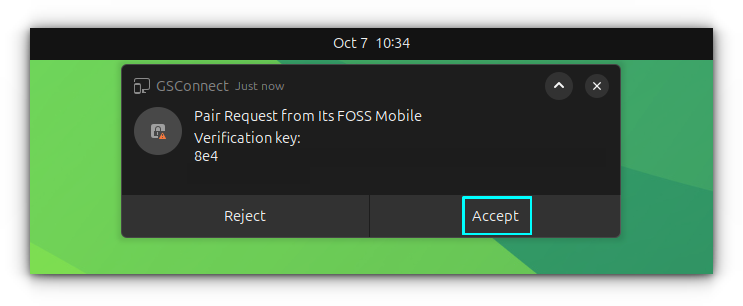 Oct 7 10:34
GSConnect Just now
Pair Request from Its FOSS Mobile
Verification key:
8e4
Reject Accept